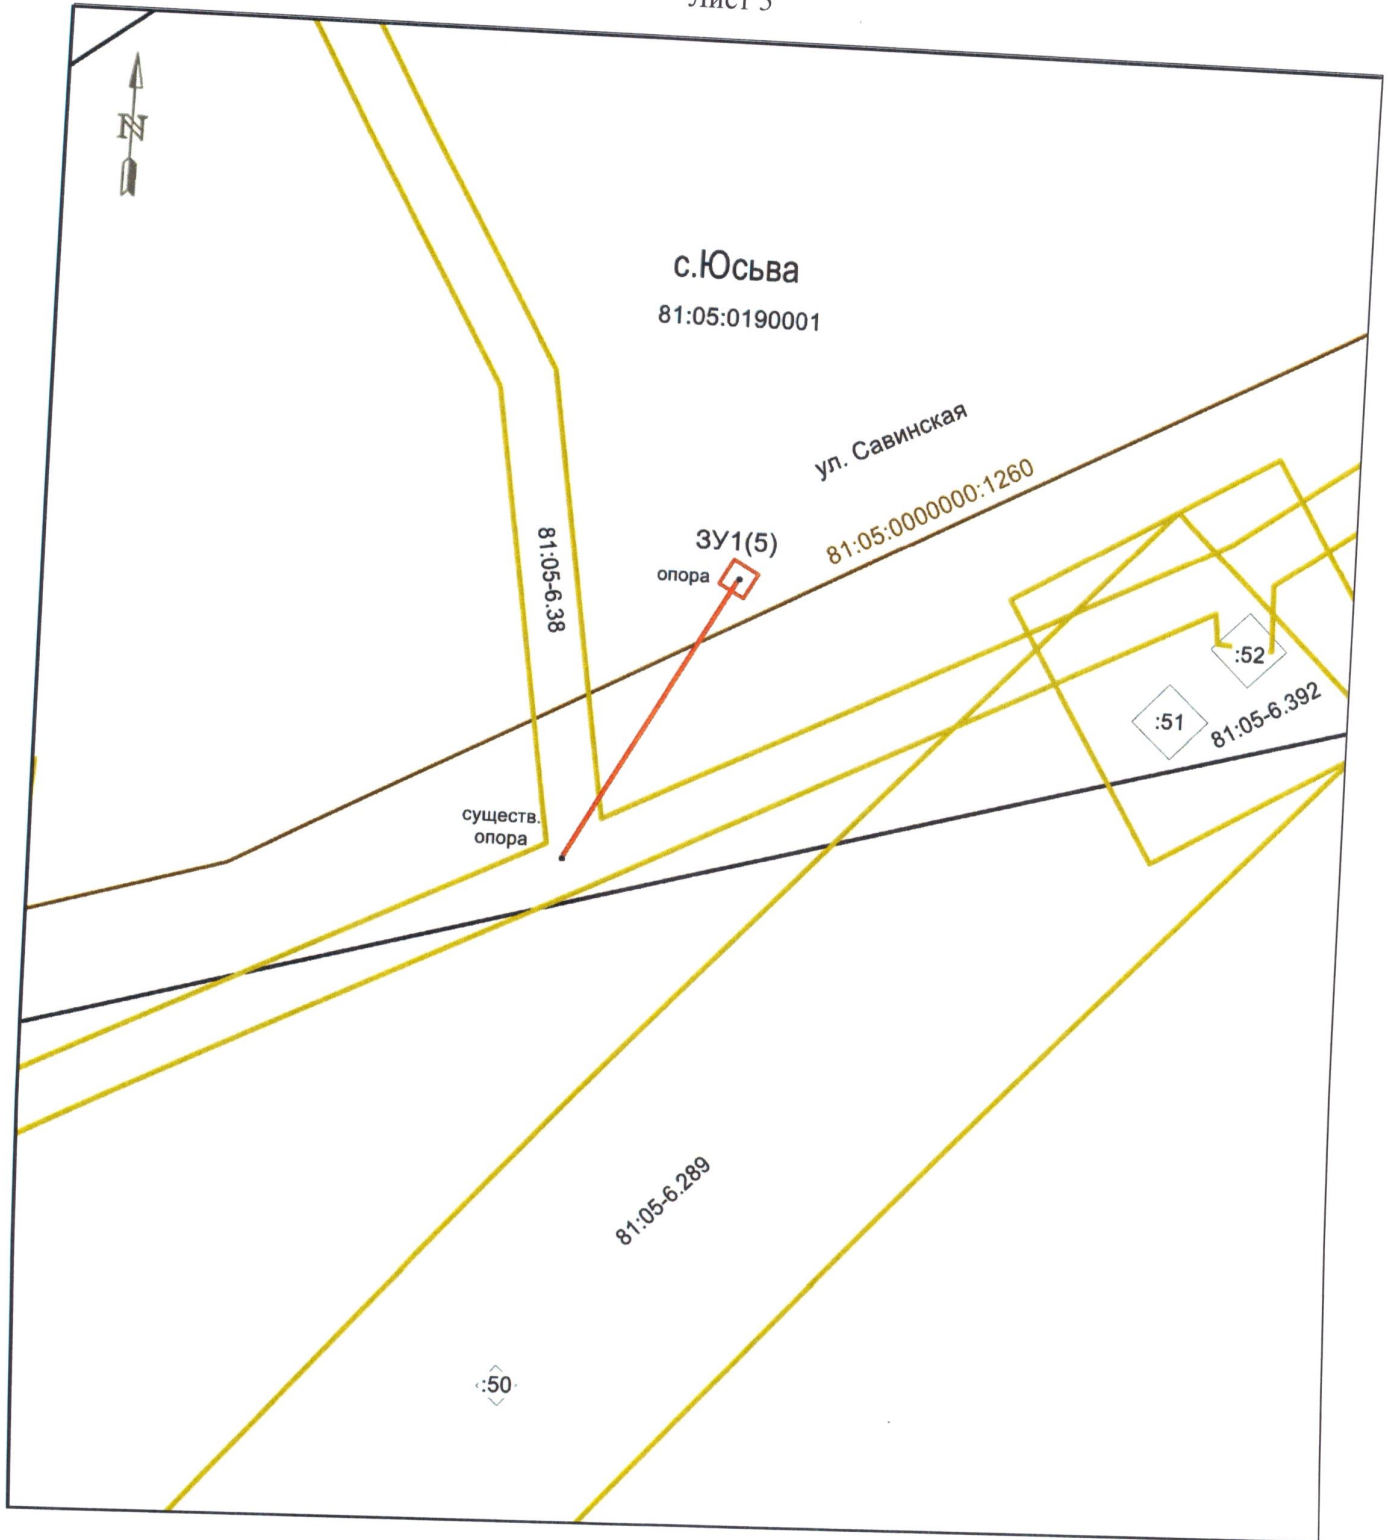 Лист 5
N
с.Юсьва
81:05:0190001
ул. Савинская
81:05:0000000:1260
ЗУ1(5)
опора
81:05-6.38
:52
:51
81:05-6.392
существ.
опора
81:05-6.289
:50